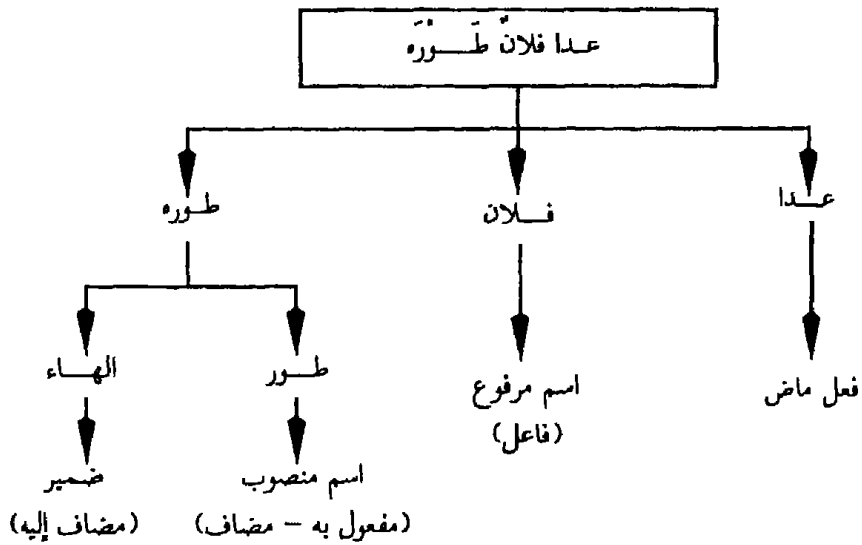 عدا فلانٌ طَوْرَه
عدا
فلان
طوره
طور
الهاء
فعل ماض
اسم مرفوع
(فاعل)
اسم منصوب
(مفعول به – مضاف)
ضمير
(مضاف إليه)